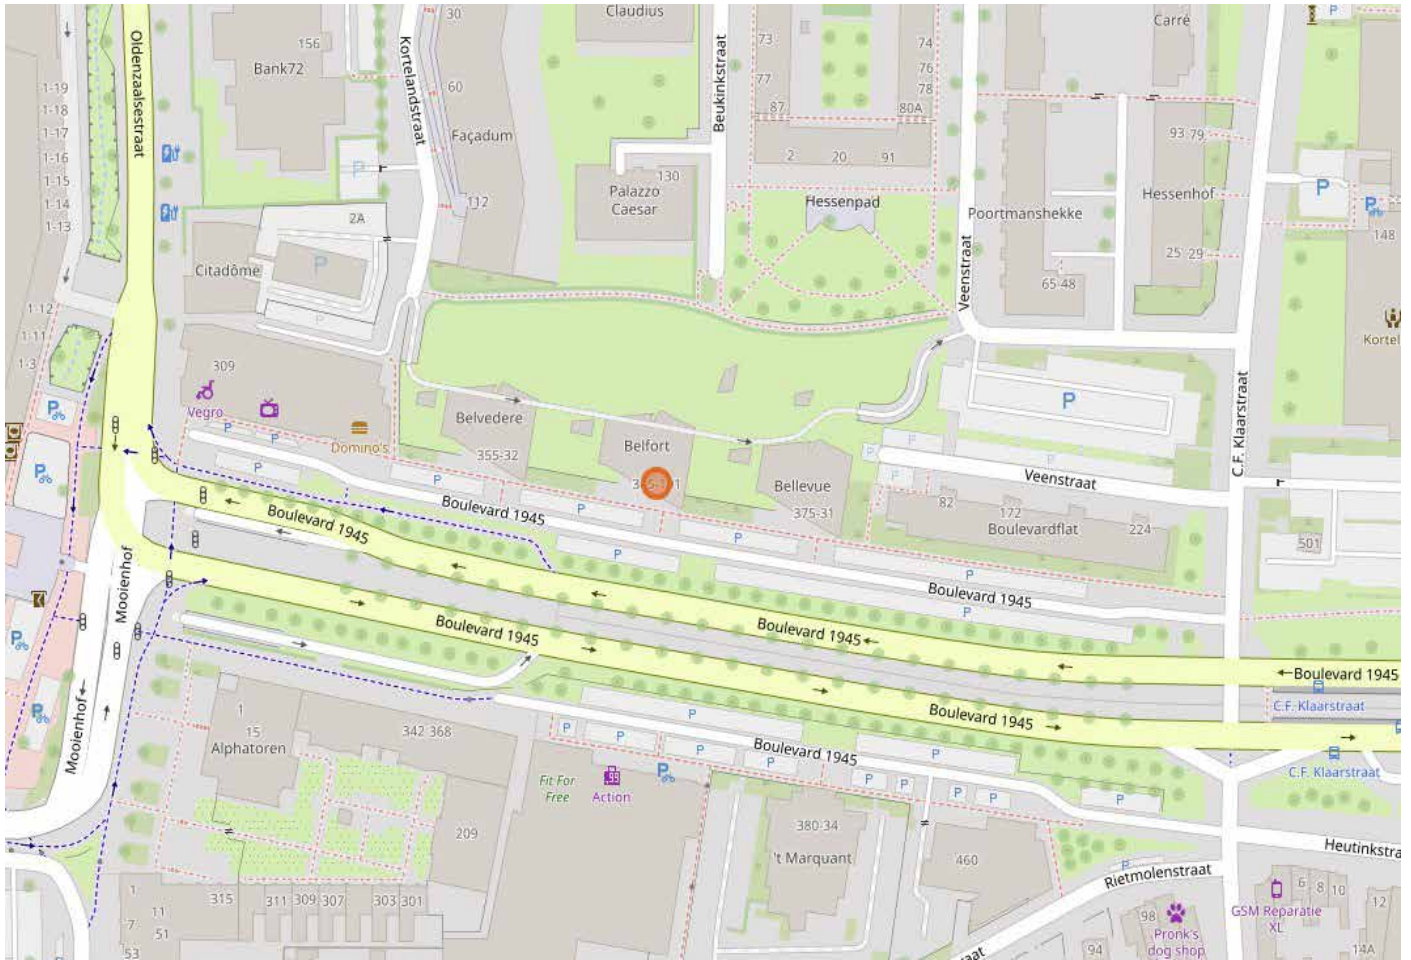 30
Claudius
Carré
P
Oldenzaalsestraat
156
Bank72
Kortelandstraat
60
Façadum
Beukinkstraat
73
77
87
74
76
78
80A
1-19
1-18
1-17
1-16
1-15
1-14
1-13
P
112
130
Palazzo
Caesar
2
20
91
Hessenpad
93
79
Hessenhof
Poortmanshekke
25
29
P
148
2A
Citadôme
P
P
65-48
Veenstraat
Kortel
1-12
1-11
1-3
P
309
Vegro
Domino's
Belvedere
355-32
Belfort
Bellevue
375-31
P
P
P
P
Veenstraat
C.F. Klaarstraat
P
P
P
P
P
P
Boulevard 1945
P
P
P
82
172
224
Boulevardflat
501
Boulevard 1945
P
P
Boulevard 1945
Mooienhof
P
Boulevard 1945
Boulevard 1945
Boulevard 1945
C.F. Klaarstraat
Boulevard 1945
C.F. Klaarstraat
P
Mooienhof
1
15
Alphatoren
342
368
P
P
P
P
P
P
Boulevard 1945
P
P
P
P
P
P
Fit For
Free
99
Action
209
380-34
't Marquant
460
Heutinkstra
P
Rietmolenstraat
1
7
11
51
53
315
311
309
307
303
301
98
Pronk's
dog shop
94
GSM Reparatie
XL
6
8
10
12
14A
aat